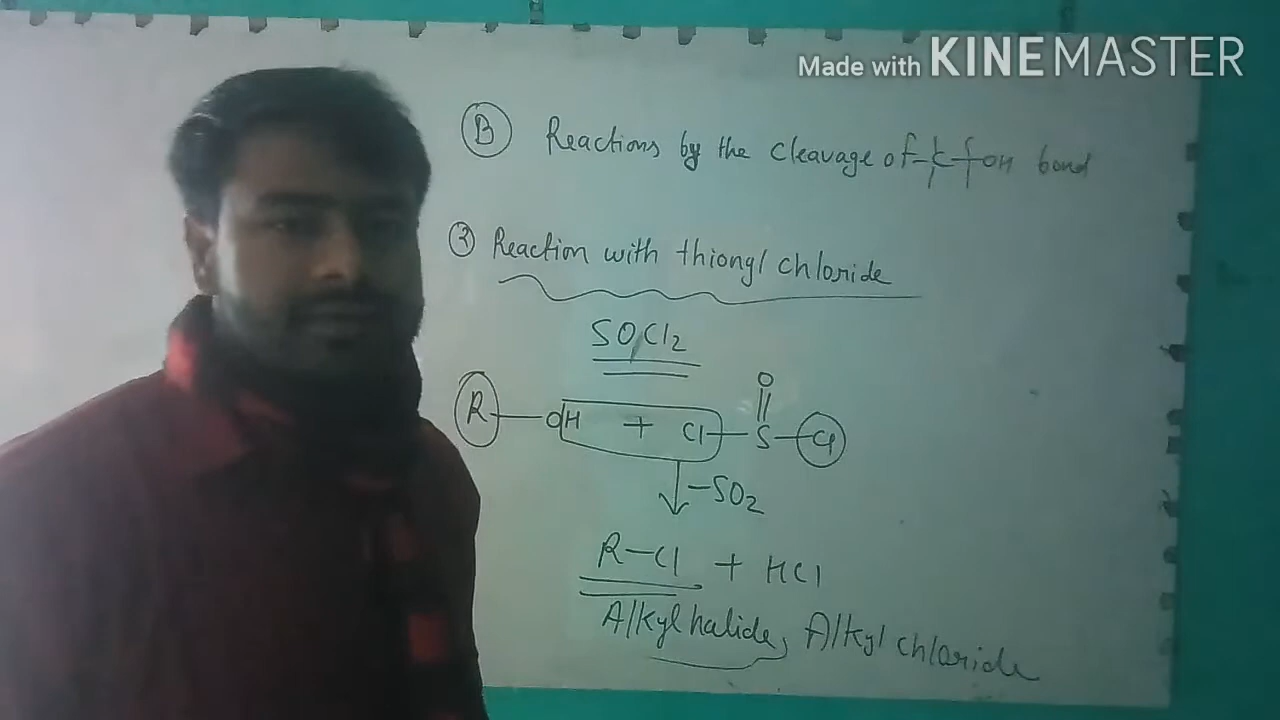 Made with KINEMASTER
B Reactions by the cleavage of -C-OH bond
3 Reaction with thionyl chloride
SOCl2
R-OH + Cl-S-Cl
O
-SO2
R-Cl + HCl
Alkyl halide, Alkyl chloride